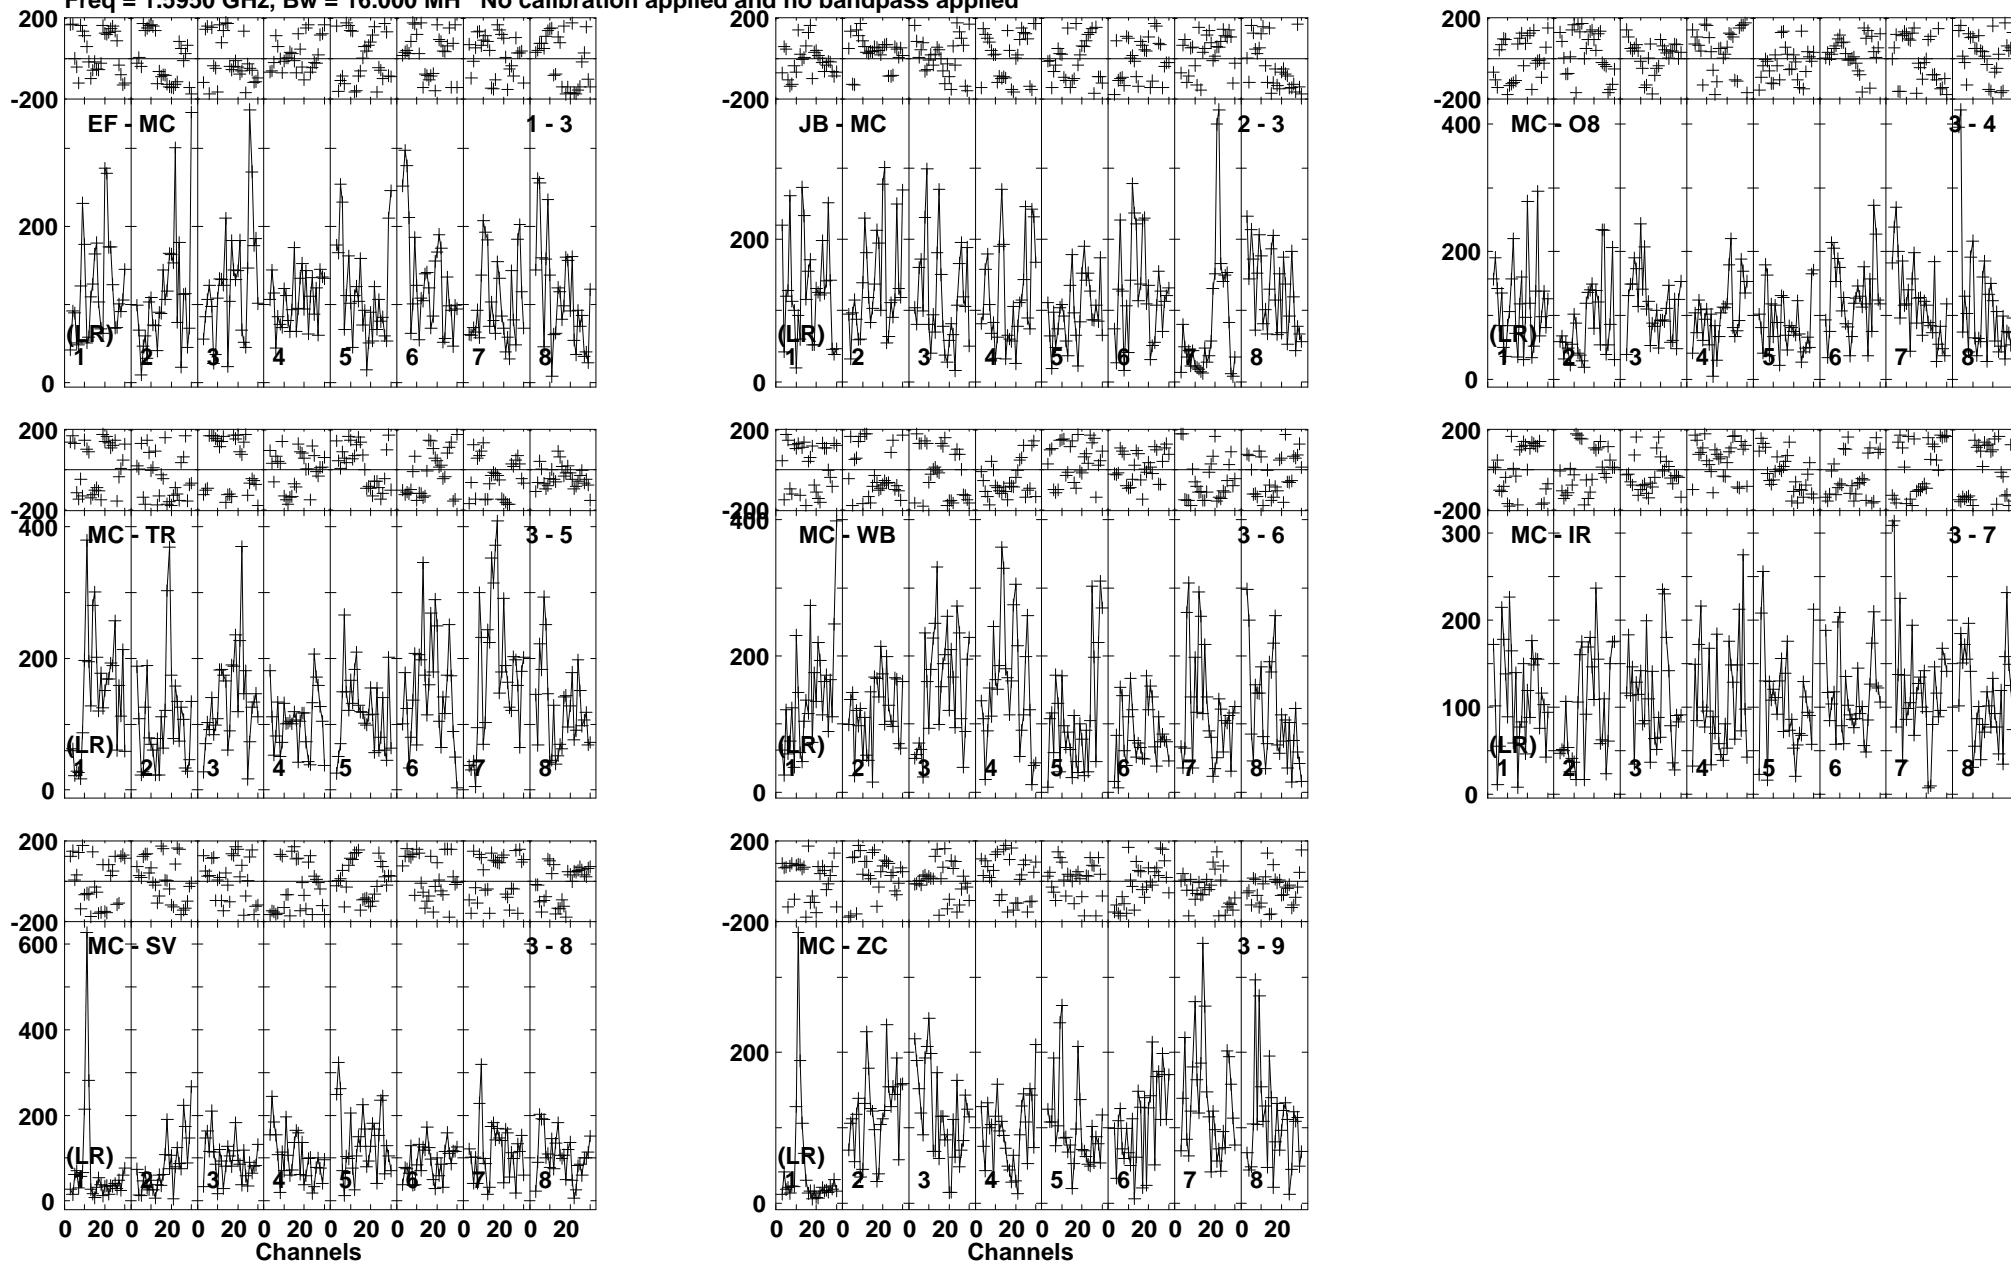 Freq = 1.5950 GHz, Bw = 16.000 MH No calibration applied and no bandpass applied
200 200 200
-200 -200 -200
EF - MC 1 - 3 JB - MC 2 - 3 MC - O8 3 - 4
400
200 200 200
(LR) (LR) (LR)
1 2 3 4 5 6 7 8 1 2 3 4 5 6 7 8 1 2 3 4 5 6 7 8
0 0 0
200 200 200
-200 -200 -200
400 400 300
MC - TR 3 - 5 MC - WB 3 - 6 MC - IR 3 - 7
200 200 200
100
(LR) (LR) (LR)
1 2 3 4 5 6 7 8 1 2 3 4 5 6 7 8 1 2 3 4 5 6 7 8
0 0 0
200 200
-200 -200
600
MC - SV 3 - 8 MC - ZC 3 - 9
400
200 200
(LR) (LR)
1 2 3 4 5 6 7 8 1 2 3 4 5 6 7 8
0 0
0 20 0 20 0 20 0 20 0 20 0 20 0 20 0 20 0 20 0 20 0 20 0 20 0 20 0 20 0 20 0 20
Channels Channels